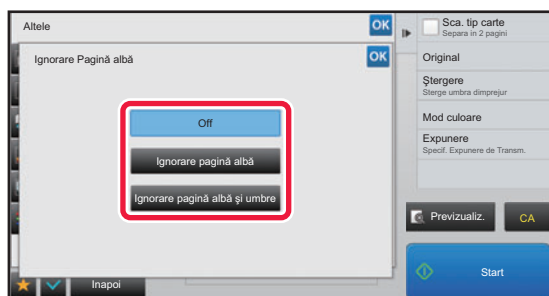 Altele
OK
Ignorare Pagină albă
OK
Off
Ignorare pagină albă
Ignorare pagină albă şi umbre
Inapoi
Sca. tip carte
Separa in 2 pagini
Original
Ştergere
Sterge umbra dimprejur
Mod culoare
Expunere
Specif. Expunere de Transm.
Previzualiz.
CA
Start